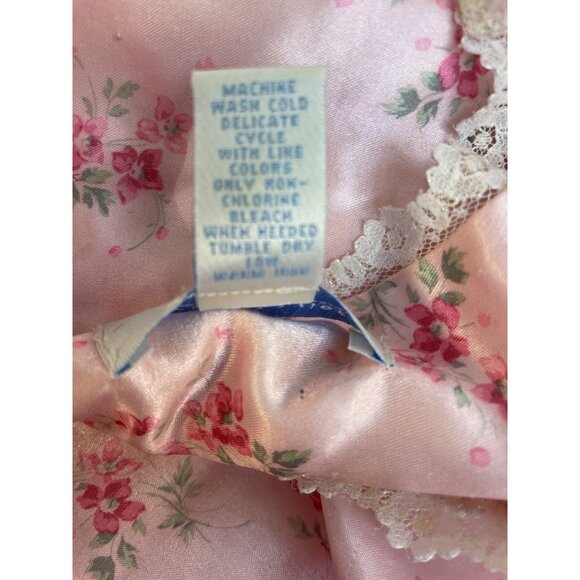 MACHINE
WASH COLD
DELICATE
CYCLE
WITH LIKE
COLORS
ONLY NON-
CHLORINE
BLEACH
WHEN NEEDED
TUMBLE DRY
LOW
WARM IRON